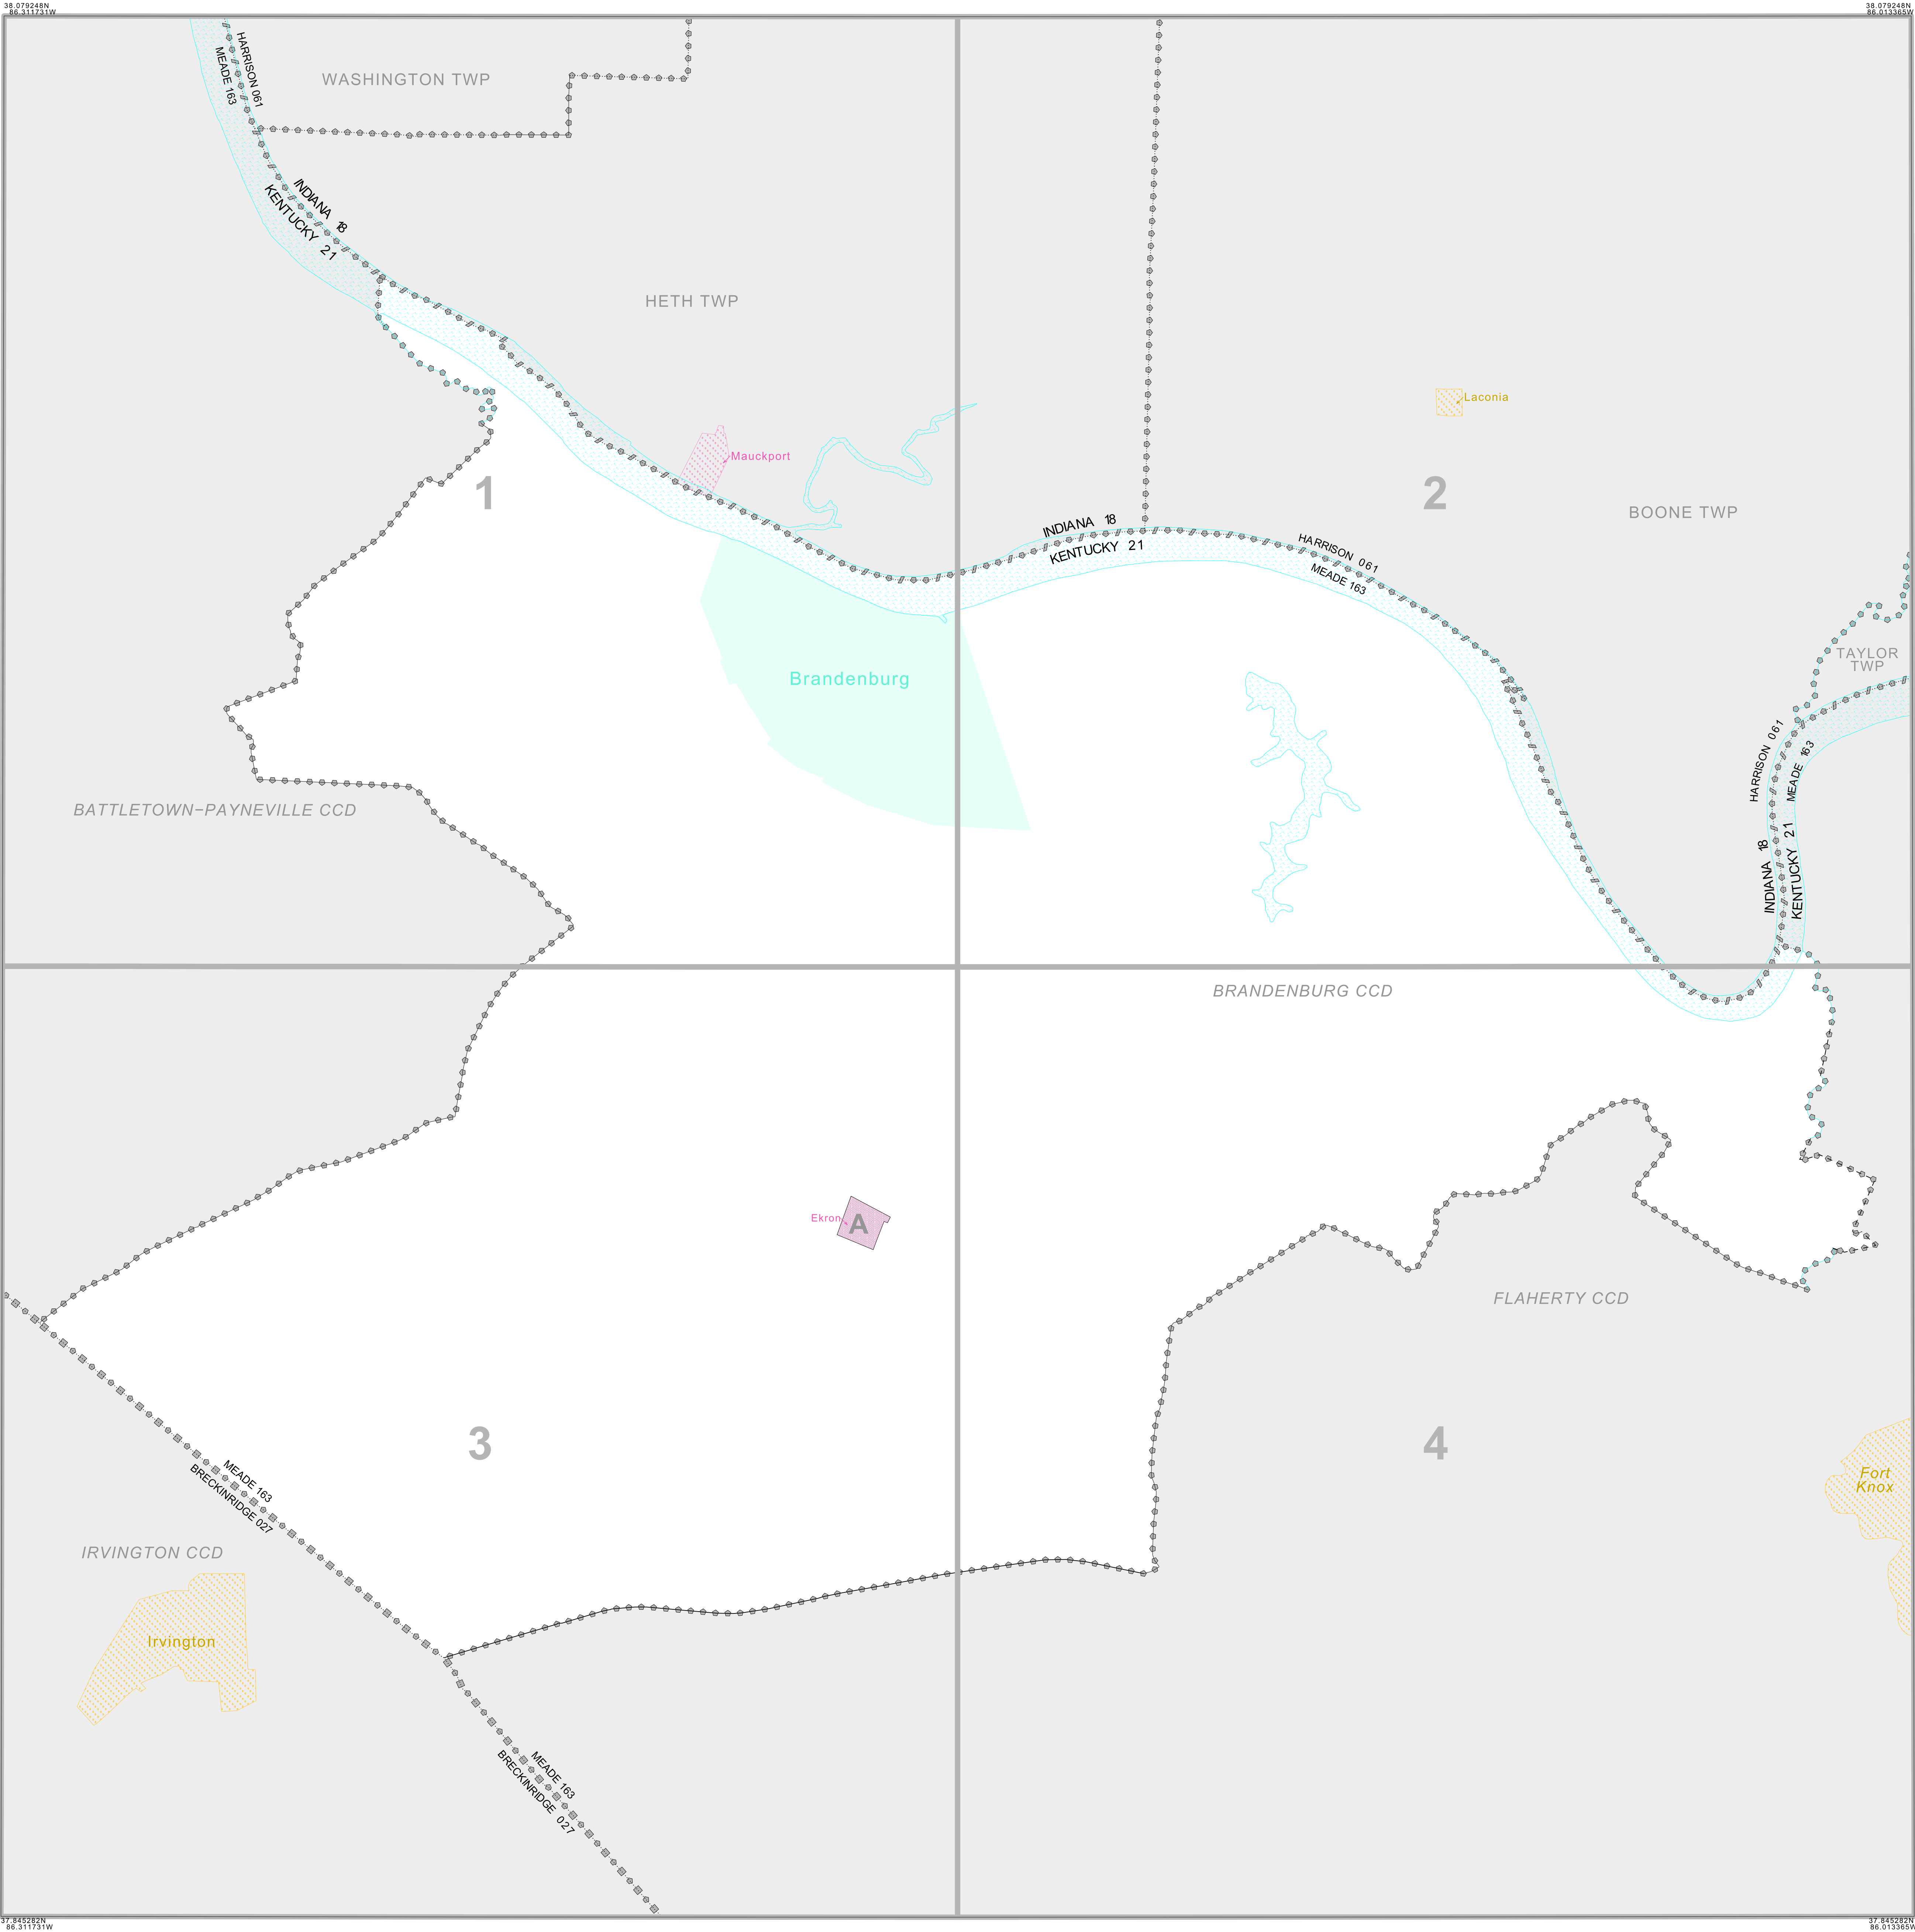 38.079248N
86.311731W
38.079248N
86.013365W
HARRISON 061
MEADE 163
WASHINGTON TWP
INDIANA 18
KENTUCKY 21
HETH TWP
Laconia
Mauckport
1
2
BOONE TWP
INDIANA 18
KENTUCKY 21
HARRISON 061
MEADE 163
TAYLOR
TWP
Brandenburg
HARRISON 061
MEADE 163
BATTLETOWN-PAYNEVILLE CCD
INDIANA 18
KENTUCKY 21
BRANDENBURG CCD
Ekron
A
FLAHERTY CCD
3
4
MEADE 163
BRECKINRIDGE 027
Fort
Knox
IRVINGTON CCD
Irvington
MEADE 163
BRECKINRIDGE 027
37.845282N
86.311731W
37.845282N
86.013365W